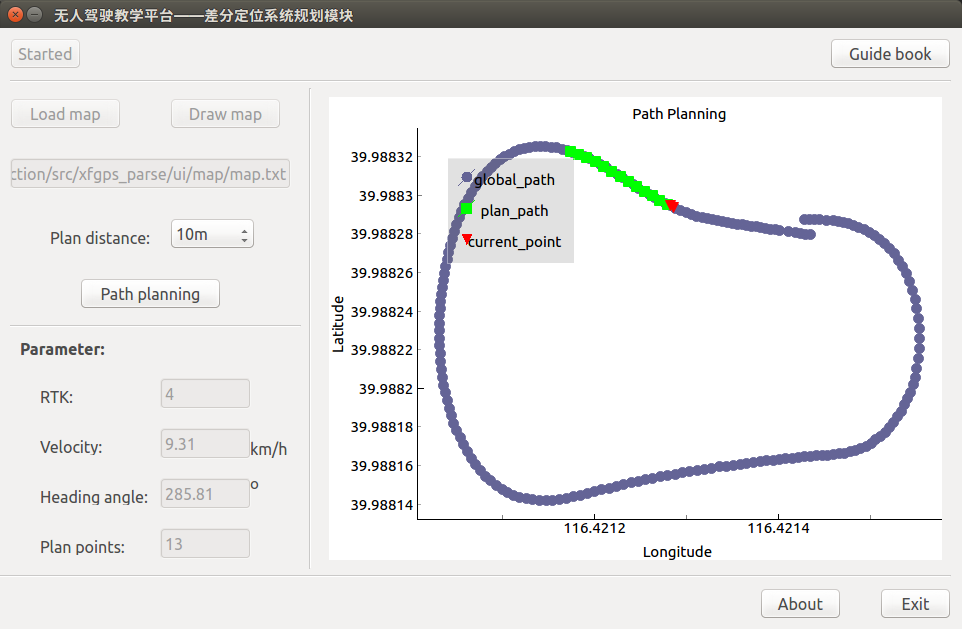 无人驾驶教学平台——差分定位系统规划模块
Started
Guide book
Load map
Draw map
ction/src/xfgps_parse/ui/map/map.txt
Plan distance:
10m
Path planning
Parameter:
RTK:
4
Velocity:
9.31
km/h
Heading angle:
285.81
o
Plan points:
13
Path Planning
global_path
plan_path
current_point
Latitude
39.98832
39.9883
39.98828
39.98826
39.98824
39.98822
39.9882
39.98818
39.98816
39.98814
116.4212
116.4214
Longitude
About
Exit